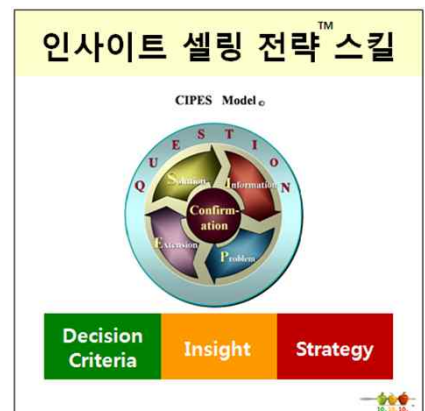 인사이트 셀링 전략™스킬
CIPES Model ©
QUESTION
Solution
Information
Confirm-
ation
Extension
Problem
Decision
Criteria
Insight
Strategy